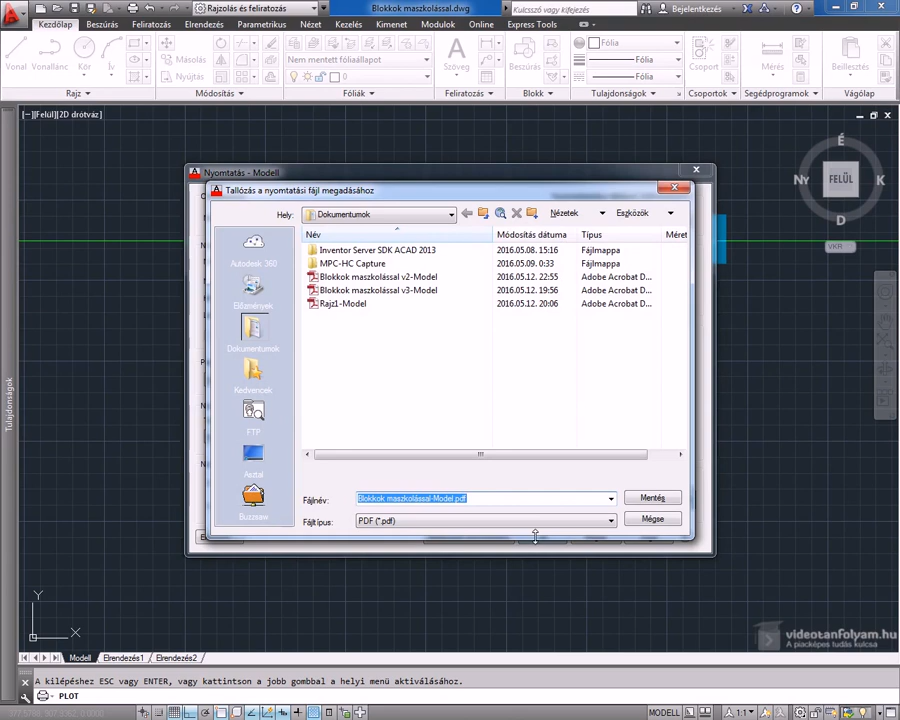 Rajzolás és feliratozás
Blokkok maszkolással.dwg
Kulcsszó vagy kifejezés
Bejelentkezés
Kezdőlap
Beszúrás
Feliratozás
Elrendezés
Parametrikus
Nézet
Kezelés
Kimenet
Modulok
Online
Express Tools
Vonal
Vonallánc
Kör
Ív
Másolás
Nyújtás
Nem mentett fóliaállapot
0
Szöveg
Beszúrás
Fólia
Fólia
Fólia
Csoport
Mérés
Beillesztés
Rajz
Módosítás
Fóliák
Feliratozás
Blokk
Tulajdonságok
Csoportok
Segédprogramok
Vágólap
[−][Felül][2D drótváz]
É
Ny
FELÜL
K
D
VKR
Tulajdonságok
Nyomtatás - Modell
Tallózás a nyomtatási fájl megadásához
Hely:
Dokumentumok
Nézetek
Eszközök
Név
Módosítás dátuma
Típus
Méret
Inventor Server SDK ACAD 2013
2016.05.08. 15:16
Fájlmappa
MPC-HC Capture
2016.05.09. 0:33
Fájlmappa
Blokkok maszkolással v2-Model
2016.05.12. 22:55
Adobe Acrobat D...
Blokkok maszkolással v3-Model
2016.05.12. 19:56
Adobe Acrobat D...
Rajz1-Model
2016.05.12. 20:06
Adobe Acrobat D...
Autodesk 360
Előzmények
Dokumentumok
Kedvencek
FTP
Asztal
Buzzsaw
Fájlnév:
Blokkok maszkolással-Model.pdf
Mentés
Fájltípus:
PDF (*.pdf)
Mégse
Y
X
videotanfolyam.hu
A piacképes tudás kulcsa
Modell
Elrendezés1
Elrendezés2
A kilépéshez ESC vagy ENTER, vagy kattintson a jobb gombbal a helyi menü aktiválásához.
PLOT
MODELL
1:1